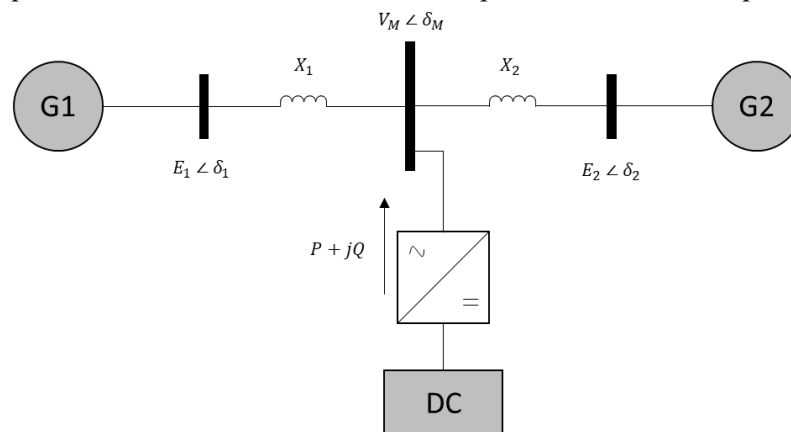 V_M ∠ δ_M
X_1
X_2
G1
G2
E_1 ∠ δ_1
E_2 ∠ δ_2
P + jQ
DC